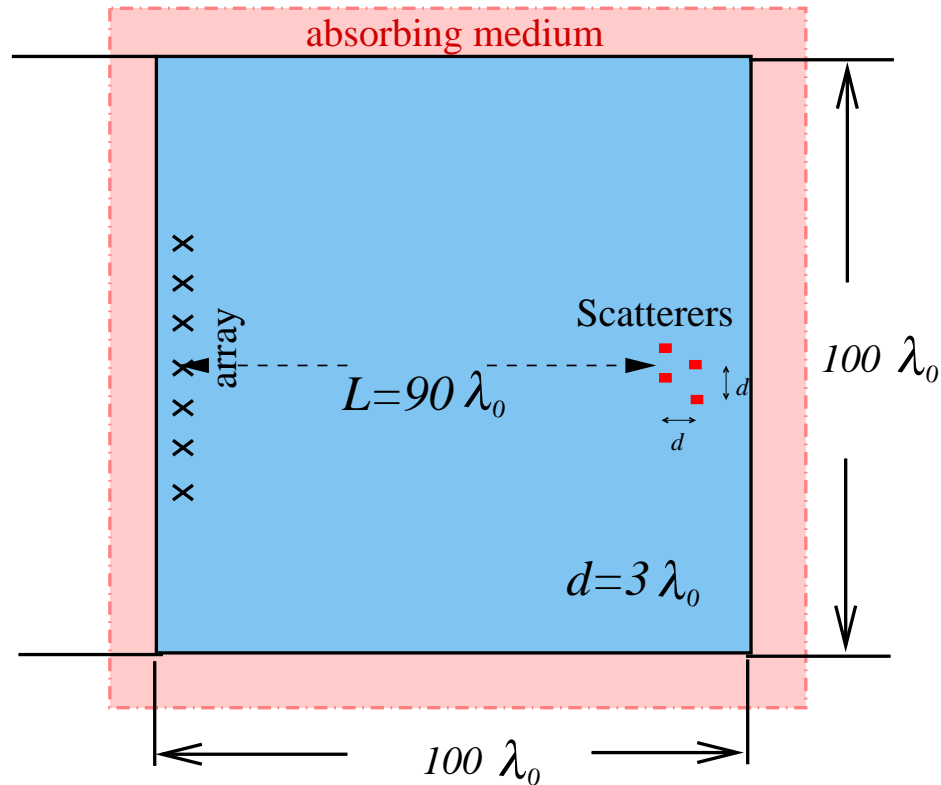 absorbing medium
array
Scatterers
L=90 λ₀
100 λ₀
d
d
d=3 λ₀
100 λ₀